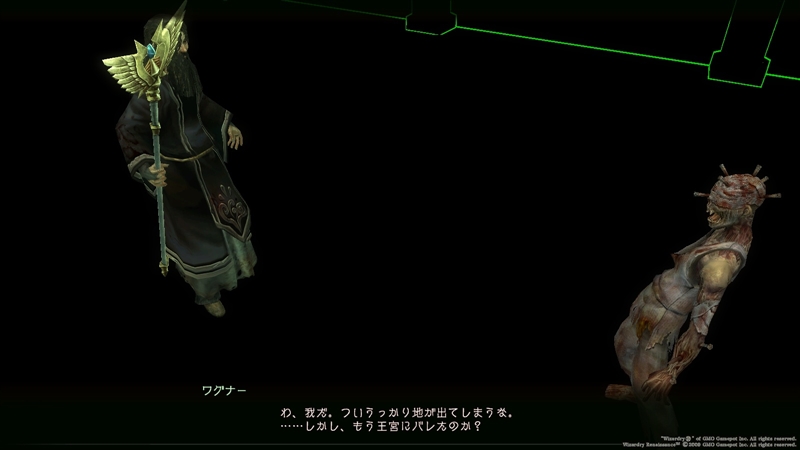 ワグナー
わ、我だ。ついうっかり地が出てしまうな。
……しかし、もう王宮にバレたのか？
"Wizardry®" of GMO Gamepot Inc. All rights reserved.
Wizardry Renaissance™ ©2009 GMO Gamepot Inc. All rights reserved.